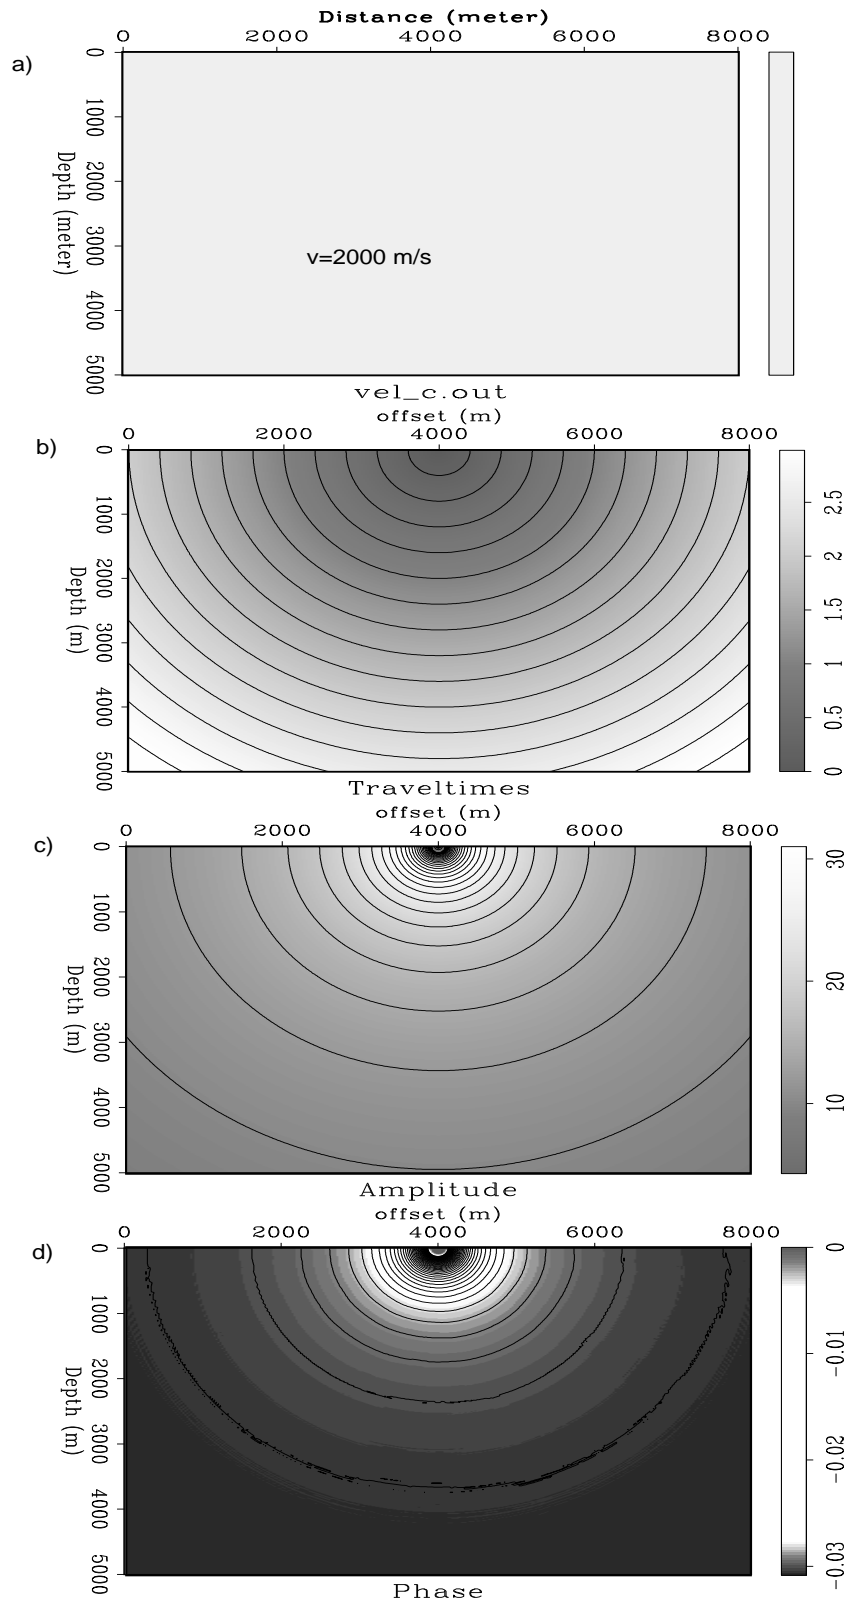 Distance (meter)
0 2000 4000 6000 8000
a)
0 1000 2000 3000 4000 5000
Depth (meter)
v=2000 m/s
vel_c.out
offset (m)
0 2000 4000 6000 8000
b)
0 1000 2000 3000 4000 5000
Depth (m)
2.5 2 1.5 1 0.5 0
Traveltimes
offset (m)
0 2000 4000 6000 8000
c)
0 1000 2000 3000 4000 5000
Depth (m)
30 20 10
Amplitude
offset (m)
0 2000 4000 6000 8000
d)
0 1000 2000 3000 4000 5000
Depth (m)
0 -0.01 -0.02 -0.03
Phase